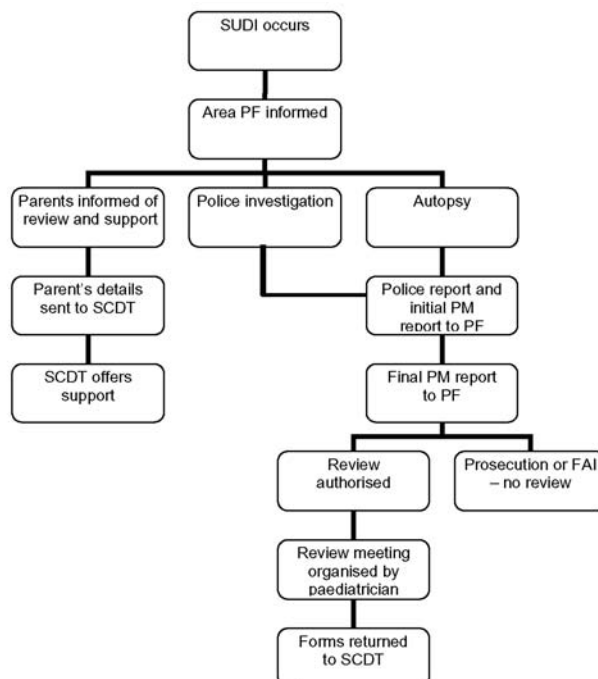 SUDI occurs
Area PF informed
Parents informed of
review and support
Police investigation
Autopsy
Parent's details
sent to SCDT
Police report and
initial PM
report to PF
SCDT offers
support
Final PM report
to PF
Review
authorised
Prosecution or FAI
– no review
Review meeting
organised by
paediatrician
Forms returned
to SCDT